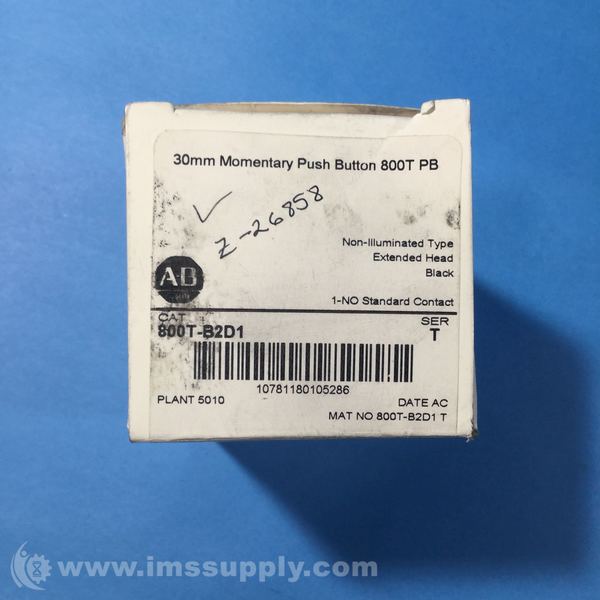 30mm Momentary Push Button 800T PB
Z-26858
Non-Illuminated Type
Extended Head
Black
AB
1-NO Standard Contact
CAT
SER
800T-B2D1
T
10781180105286
PLANT 5010
DATE AC
MAT NO 800T-B2D1 T
www.imssupply.com